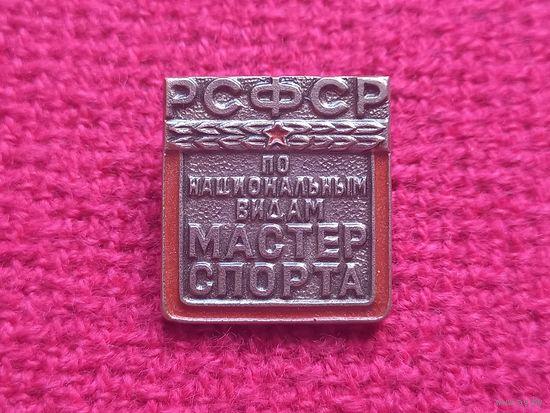 РСФСР
ПО
НАЦИОНАЛЬНЫМ
ВИДАМ
МАСТЕР
СПОРТА